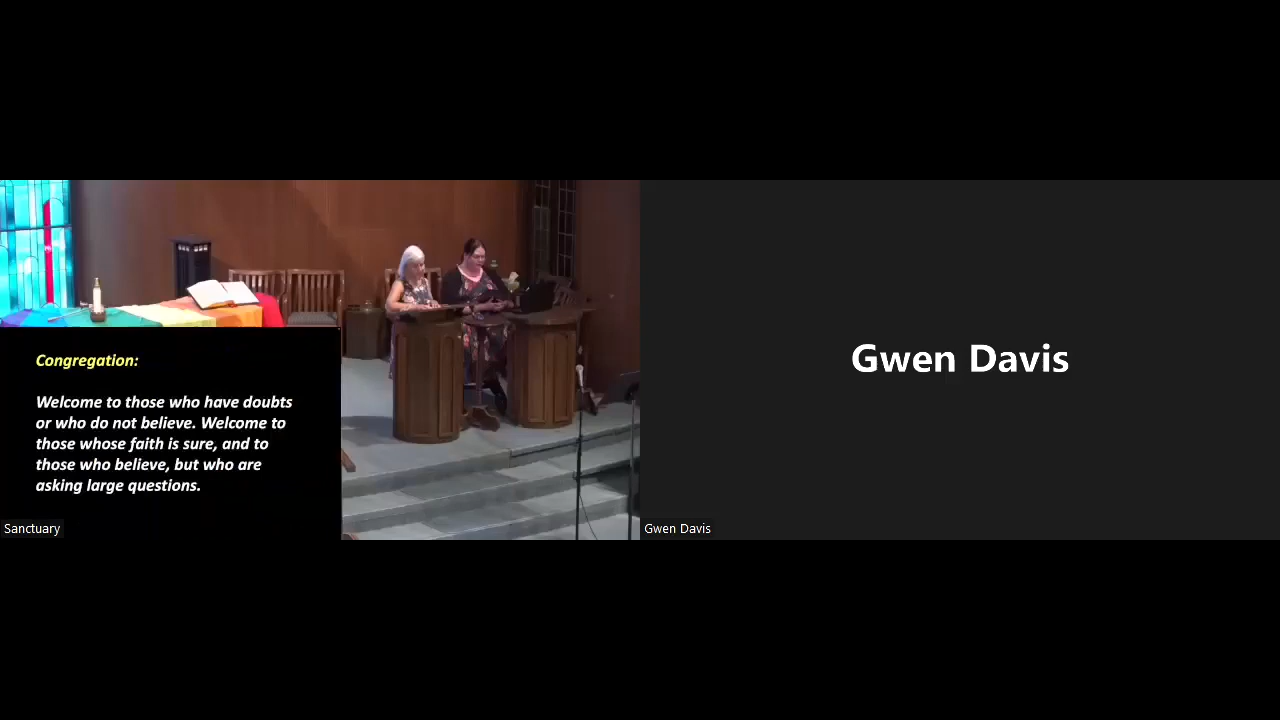 Congregation:
Welcome to those who have doubts
or who do not believe. Welcome to
those whose faith is sure, and to
those who believe, but who are
asking large questions.
Sanctuary
Gwen Davis
Gwen Davis